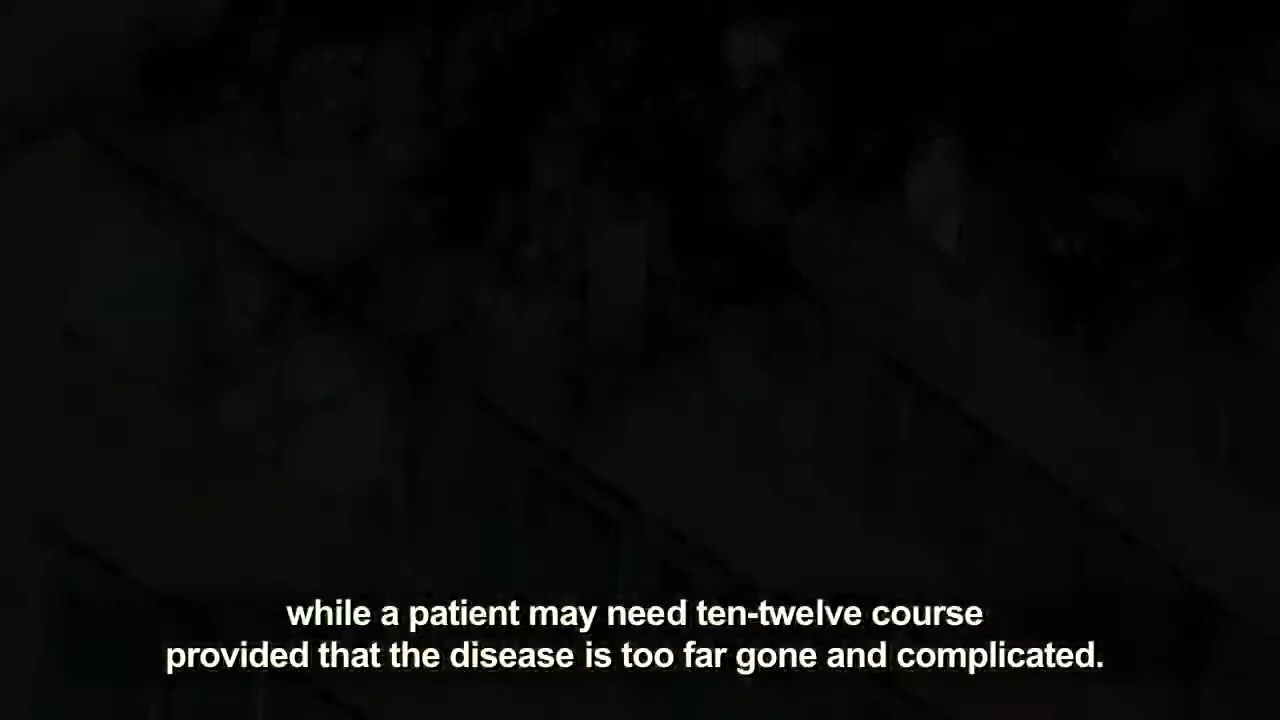 while a patient may need ten-twelve course
provided that the disease is too far gone and complicated.